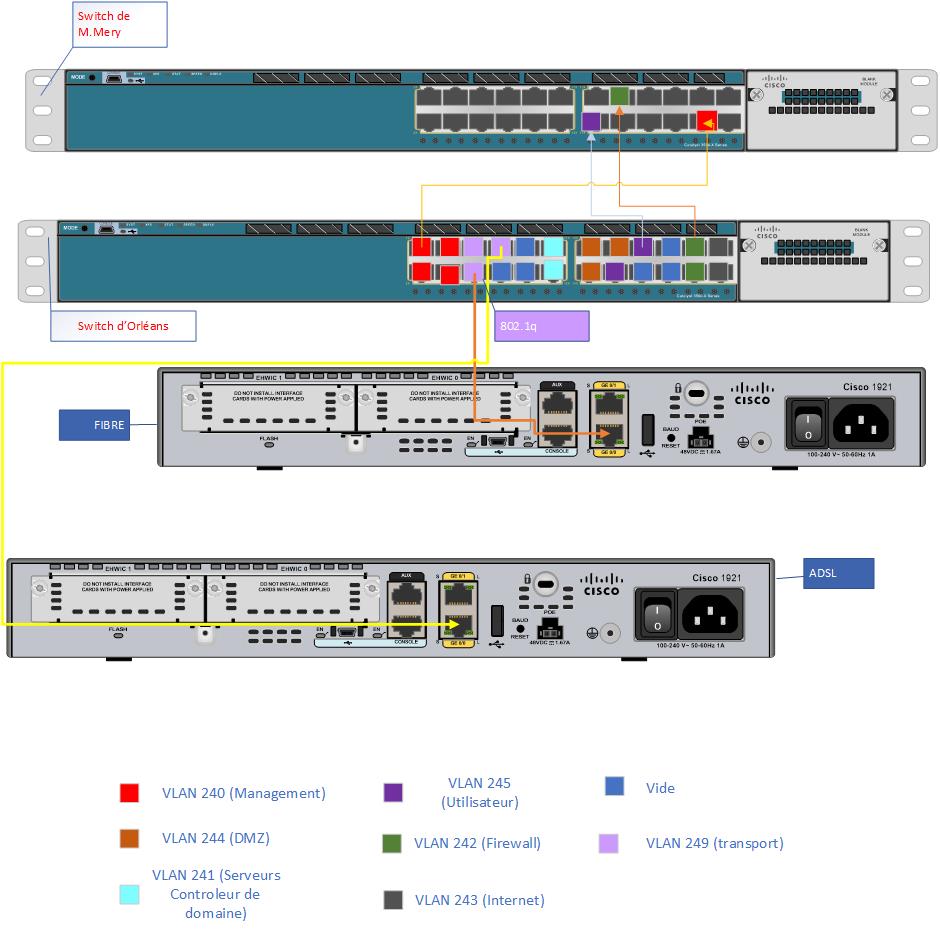 Switch de
M.Mery
MODE
CISCO
BLANK
MODULE
MODE
CISCO
BLANK
MODULE
Switch d'Orléans
802.1q
FIBRE
EHWIC 1
EHWIC 0
DO NOT INSTALL INTERFACE
CARDS WITH POWER APPLIED
DO NOT INSTALL INTERFACE
CARDS WITH POWER APPLIED
AUX
S GE 0/1 L
CISCO
Cisco 1921
POE
FLASH
EN
EN
CONSOLE
S GE 0/0 L
BAUD
RESET
48VDC 1.67A
I
O
100-240 V~ 50-60Hz 1A
ADSL
EHWIC 1
EHWIC 0
DO NOT INSTALL INTERFACE
CARDS WITH POWER APPLIED
DO NOT INSTALL INTERFACE
CARDS WITH POWER APPLIED
AUX
S GE 0/1 L
CISCO
Cisco 1921
POE
FLASH
EN
EN
CONSOLE
S GE 0/0 L
BAUD
RESET
48VDC 1.67A
I
O
100-240 V~ 50-60Hz 1A
VLAN 240 (Management)
VLAN 245
(Utilisateur)
Vide
VLAN 244 (DMZ)
VLAN 242 (Firewall)
VLAN 249 (transport)
VLAN 241 (Serveurs
Controleur de
domaine)
VLAN 243 (Internet)